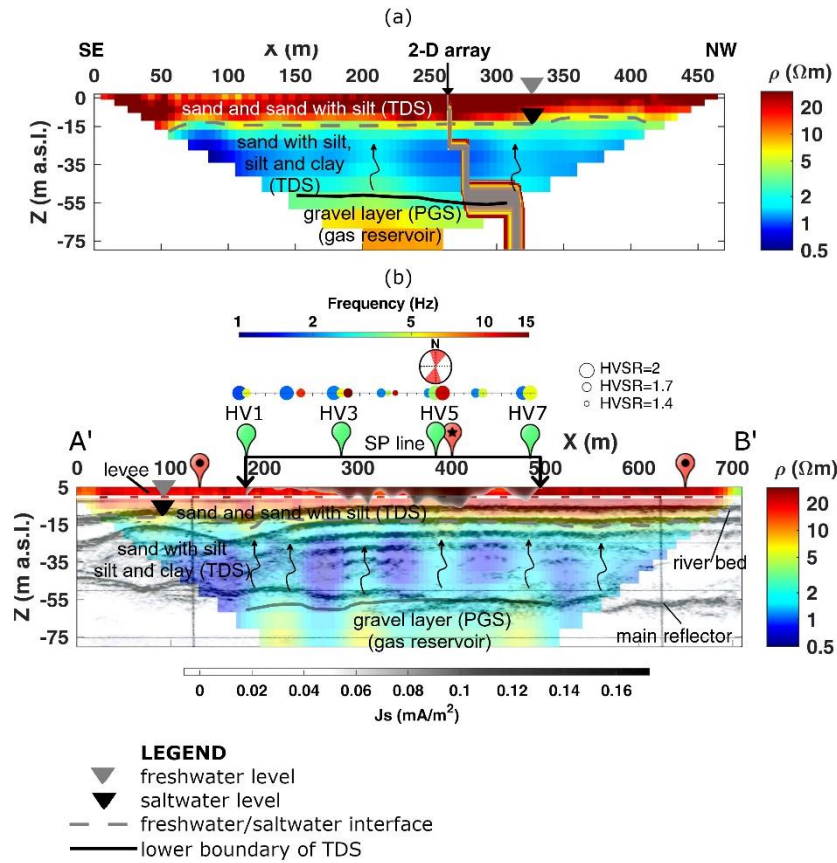 (a)
SE X (m) 2-D array NW
0 50 100 150 200 250 300 350 400 450
ρ (Ωm)
Z (m a.s.l.)
0
-15
-35
-55
-75
sand and sand with silt (TDS)
sand with silt,
silt and clay
(TDS)
gravel layer (PGS)
(gas reservoir)
20
10
5
2
1
0.5
(b)
Frequency (Hz)
1 2 5 10 15
N
HVSR=2
HVSR=1.7
HVSR=1.4
HV1 HV3 HV5 HV7
A' SP line X (m) B'
0 100 200 300 400 500 600 700
ρ (Ωm)
levee
Z (m a.s.l.)
5
-15
-35
-55
-75
sand and sand with silt (TDS)
sand with silt
silt and clay (TDS)
river bed
gravel layer (PGS)
(gas reservoir)
main reflector
20
10
5
2
1
0.5
0 0.02 0.04 0.06 0.08 0.1 0.12 0.14 0.16
Js (mA/m²)
LEGEND
freshwater level
saltwater level
freshwater/saltwater interface
lower boundary of TDS